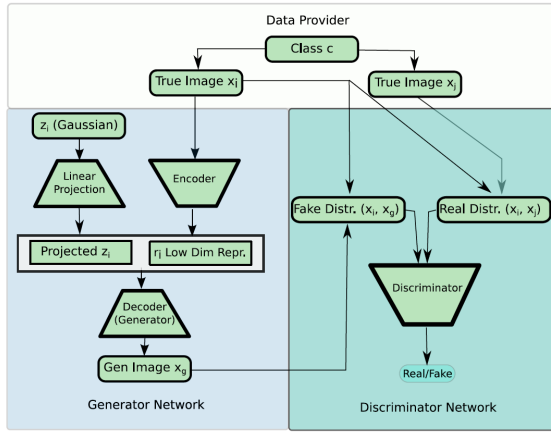 Data Provider
Class c
True Image xi
True Image xj
zi (Gaussian)
Linear
Projection
Encoder
Fake Distr. (xi, xg)
Real Distr. (xi, xj)
Projected zi
ri Low Dim Repr.
Discriminator
Decoder
(Generator)
Gen Image xg
Real/Fake
Generator Network
Discriminator Network